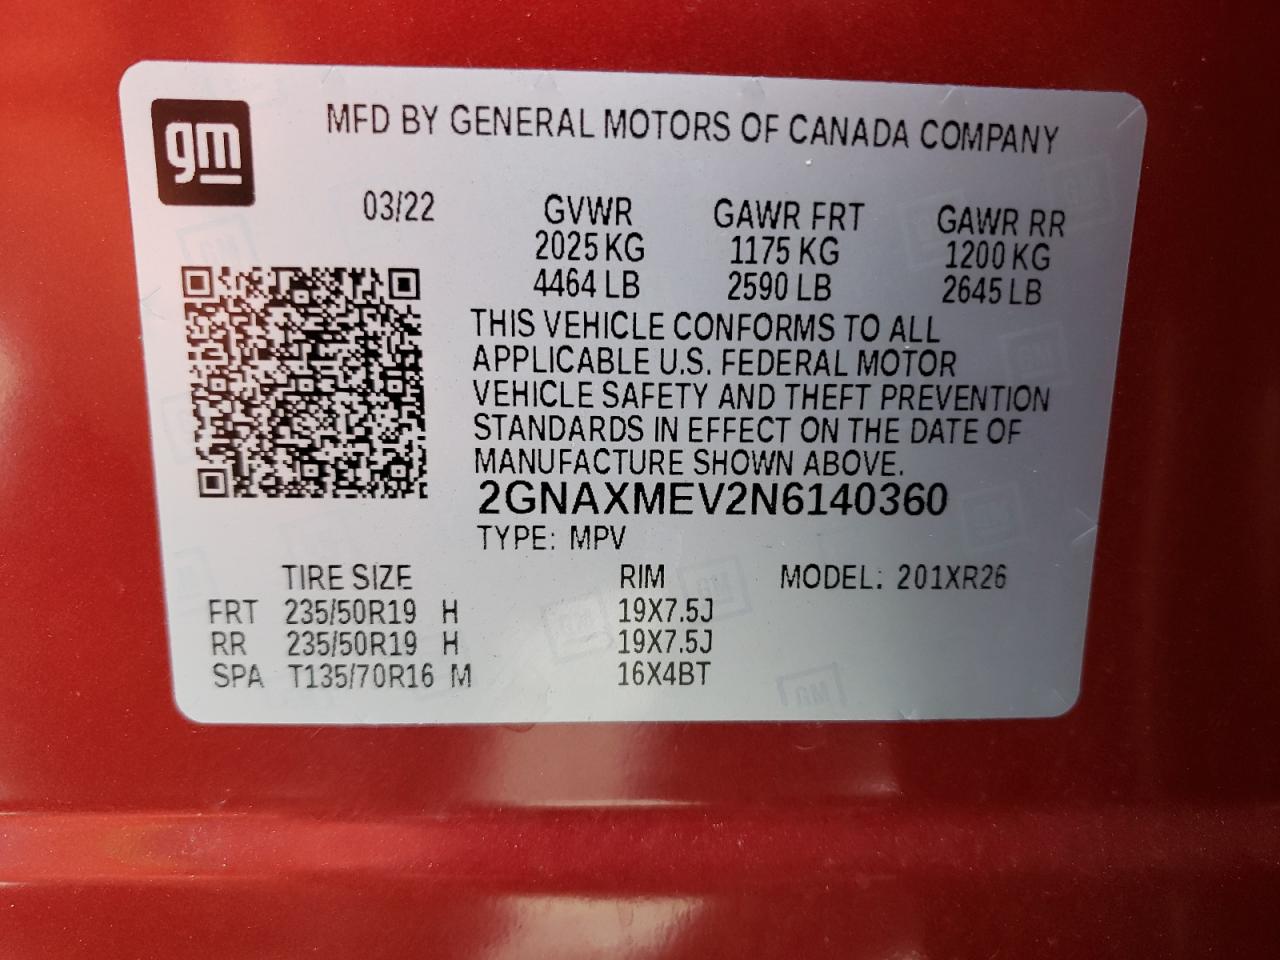 gm
MFD BY GENERAL MOTORS OF CANADA COMPANY
03/22 GVWR GAWR FRT GAWR RR
2025 KG 1175 KG 1200 KG
4464 LB 2590 LB 2645 LB
THIS VEHICLE CONFORMS TO ALL
APPLICABLE U.S. FEDERAL MOTOR
VEHICLE SAFETY AND THEFT PREVENTION
STANDARDS IN EFFECT ON THE DATE OF
MANUFACTURE SHOWN ABOVE.
2GNAXMEV2N6140360
TYPE: MPV
TIRE SIZE RIM MODEL: 201XR26
FRT 235/50R19 H 19X7.5J
RR 235/50R19 H 19X7.5J
SPA T135/70R16 M 16X4BT